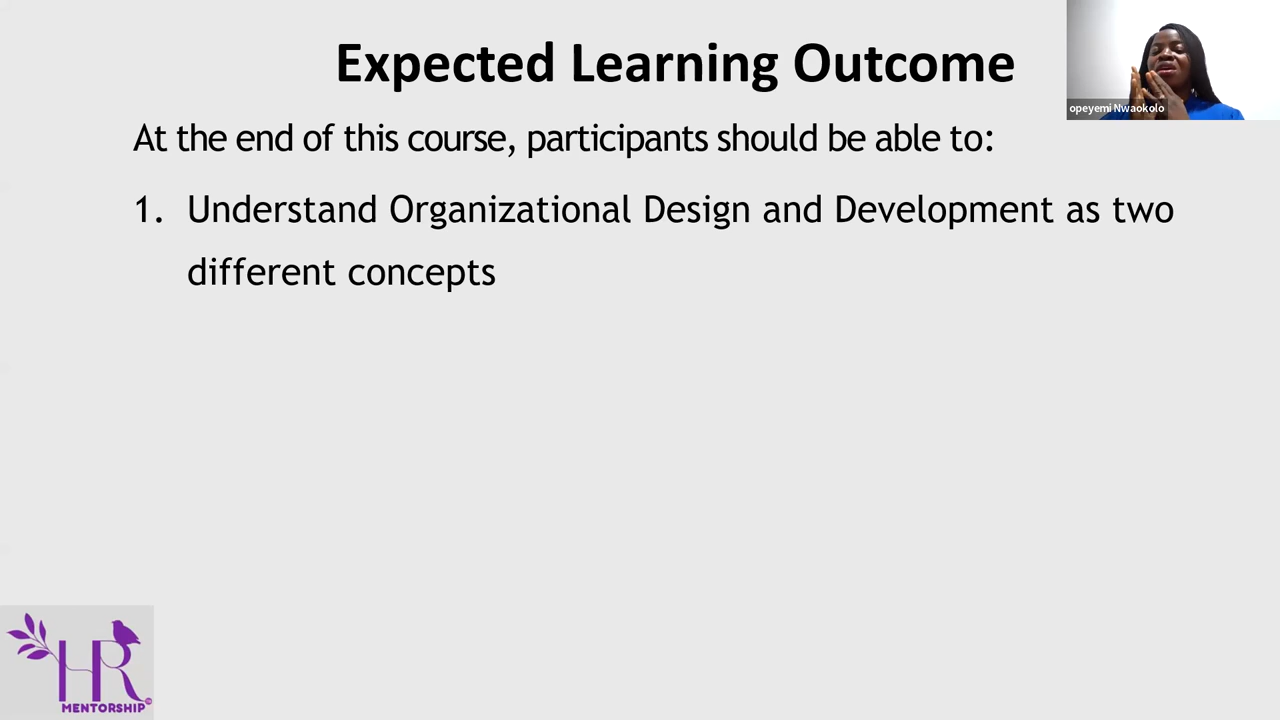 Expected Learning Outcome
opeyemi Nwaokolo
At the end of this course, participants should be able to:
1. Understand Organizational Design and Development as two
different concepts
HR
MENTORSHIP